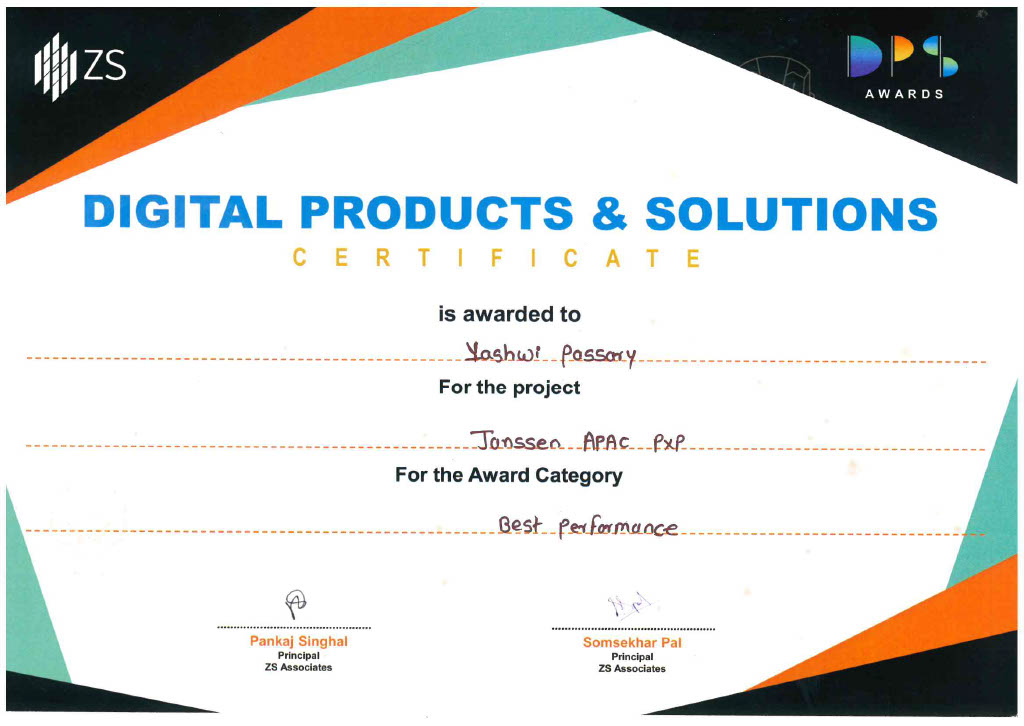 ZS
DPS
AWARDS
DIGITAL PRODUCTS & SOLUTIONS
CERTIFICATE
is awarded to
Yashwi Passary
For the project
Janssen APAC PxP
For the Award Category
Best Performance
Pankaj Singhal
Principal
ZS Associates
Somsekhar Pal
Principal
ZS Associates